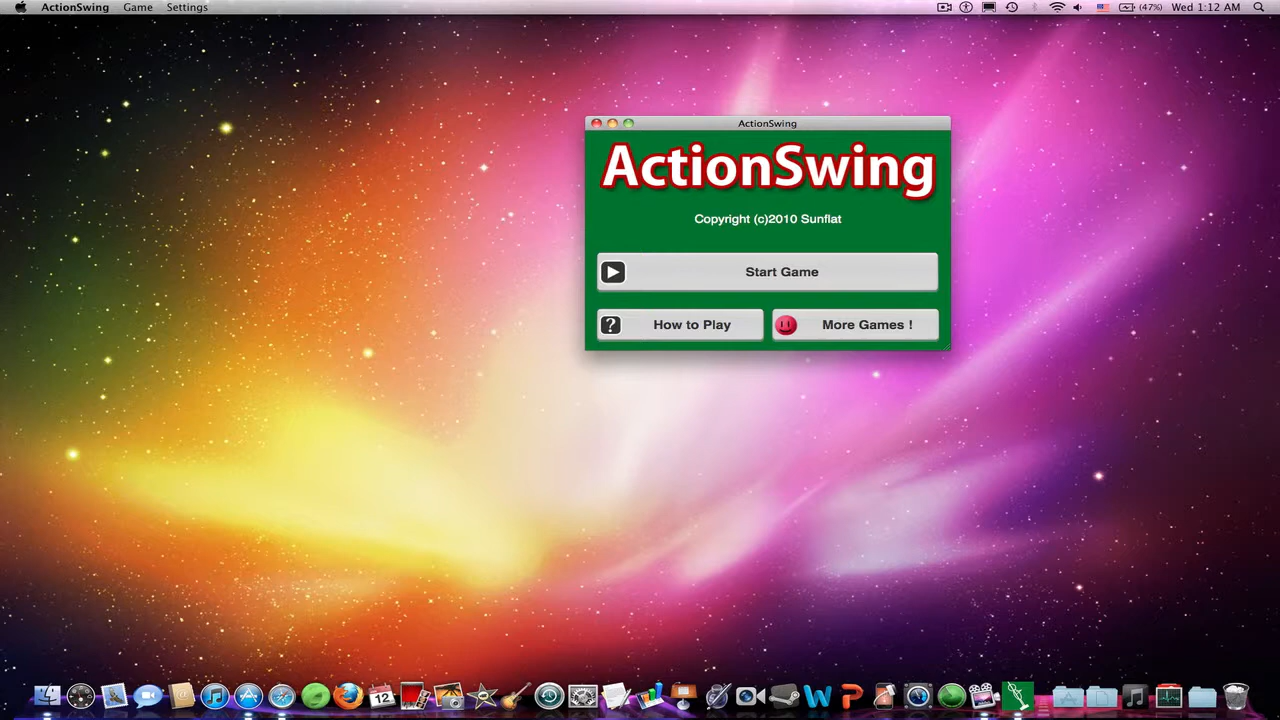 ActionSwing Game Settings (47%) Wed 1:12 AM
ActionSwing
ActionSwing
Copyright (c)2010 Sunflat
Start Game
? How to Play More Games !
12